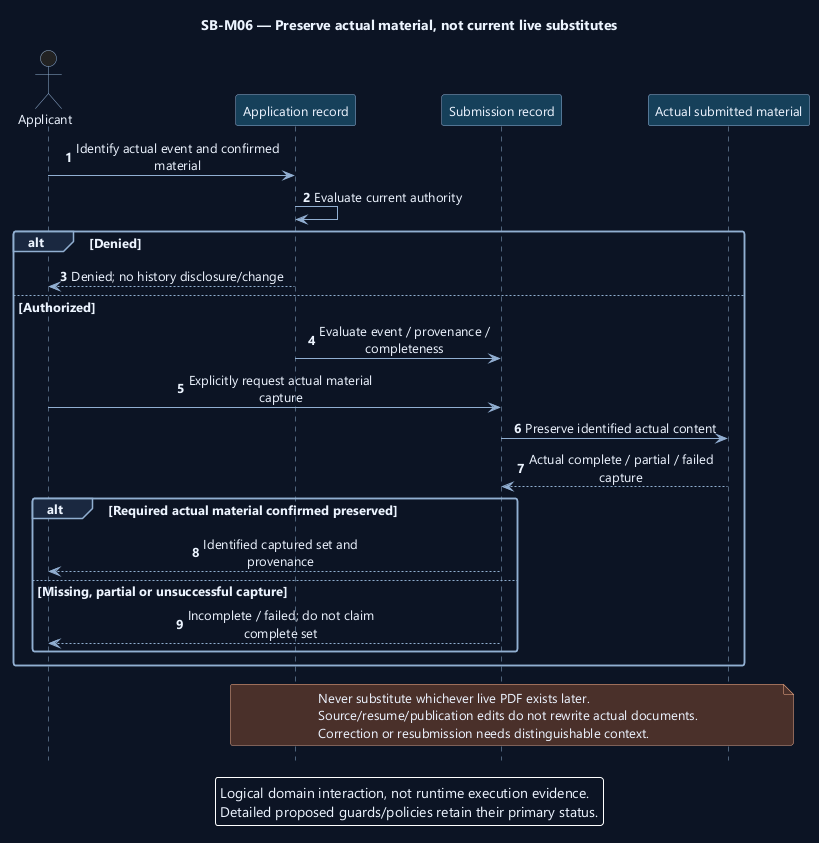 SB-M06 — Preserve actual material, not current live substitutes
Applicant
Application record
Submission record
Actual submitted material
1 Identify actual event and confirmed
material
2 Evaluate current authority
alt [Denied]
3 Denied; no history disclosure/change
[Authorized]
4 Evaluate event / provenance /
completeness
5 Explicitly request actual material
capture
6 Preserve identified actual content
7 Actual complete / partial / failed
capture
alt [Required actual material confirmed preserved]
8 Identified captured set and
provenance
[Missing, partial or unsuccessful capture]
9 Incomplete / failed; do not claim
complete set
Never substitute whichever live PDF exists later.
Source/resume/publication edits do not rewrite actual documents.
Correction or resubmission needs distinguishable context.
Logical domain interaction, not runtime execution evidence.
Detailed proposed guards/policies retain their primary status.